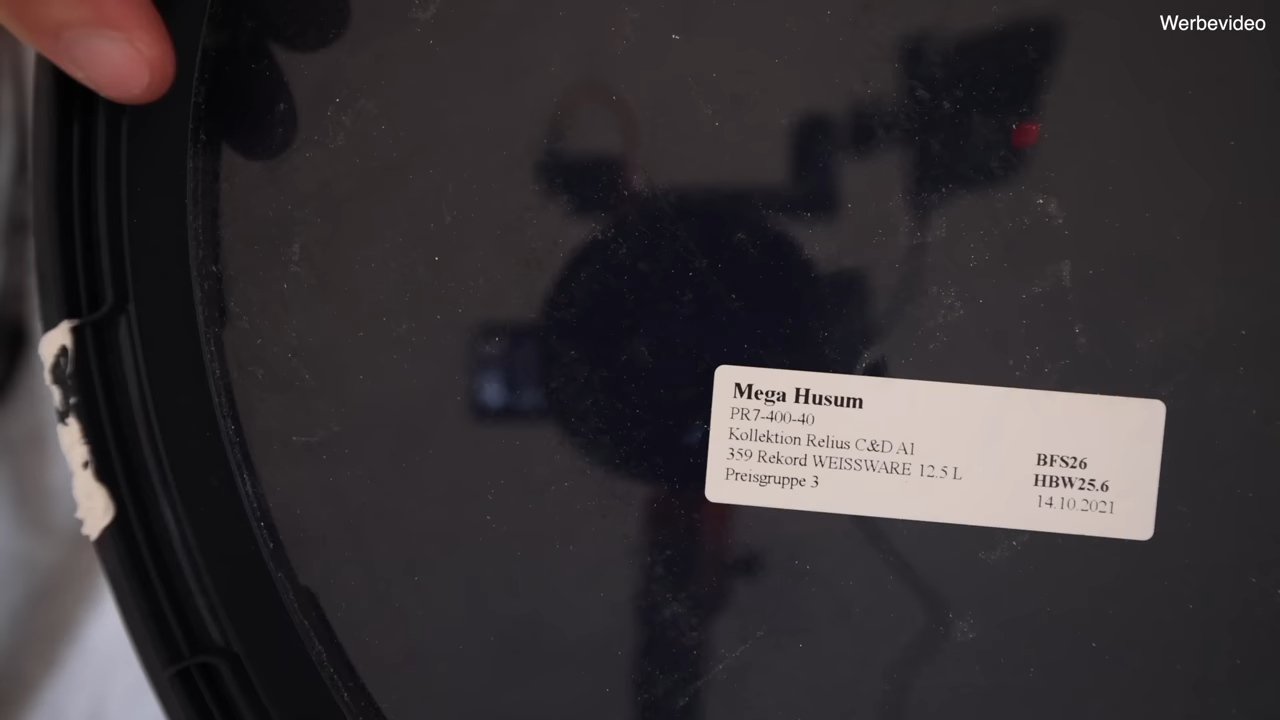 Werbevideo
Mega Husum
PR7-400-40
Kollektion Relius C&D A1
359 Rekord WEISSWARE 12.5 L
Preisgruppe 3
BFS26
HBW25.6
14.10.2021